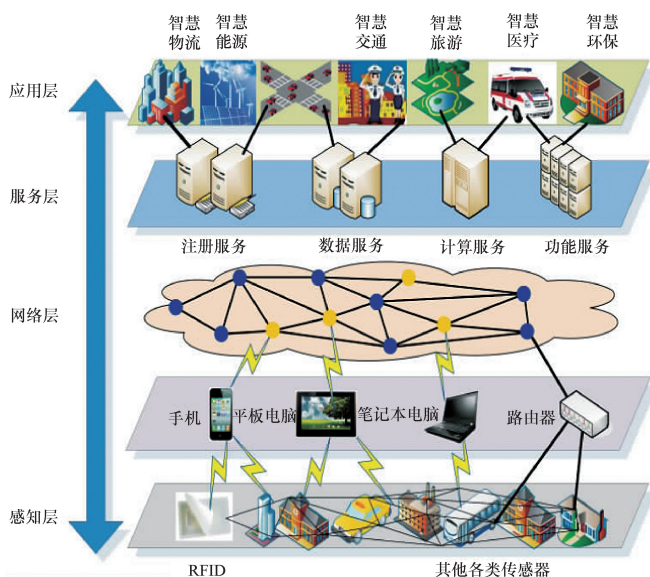 智慧 智慧 智慧 智慧 智慧 智慧
物流 能源 交通 旅游 医疗 环保
应用层
服务层
注册服务 数据服务 计算服务 功能服务
网络层
手机 平板电脑 笔记本电脑 路由器
感知层
RFID 其他各类传感器